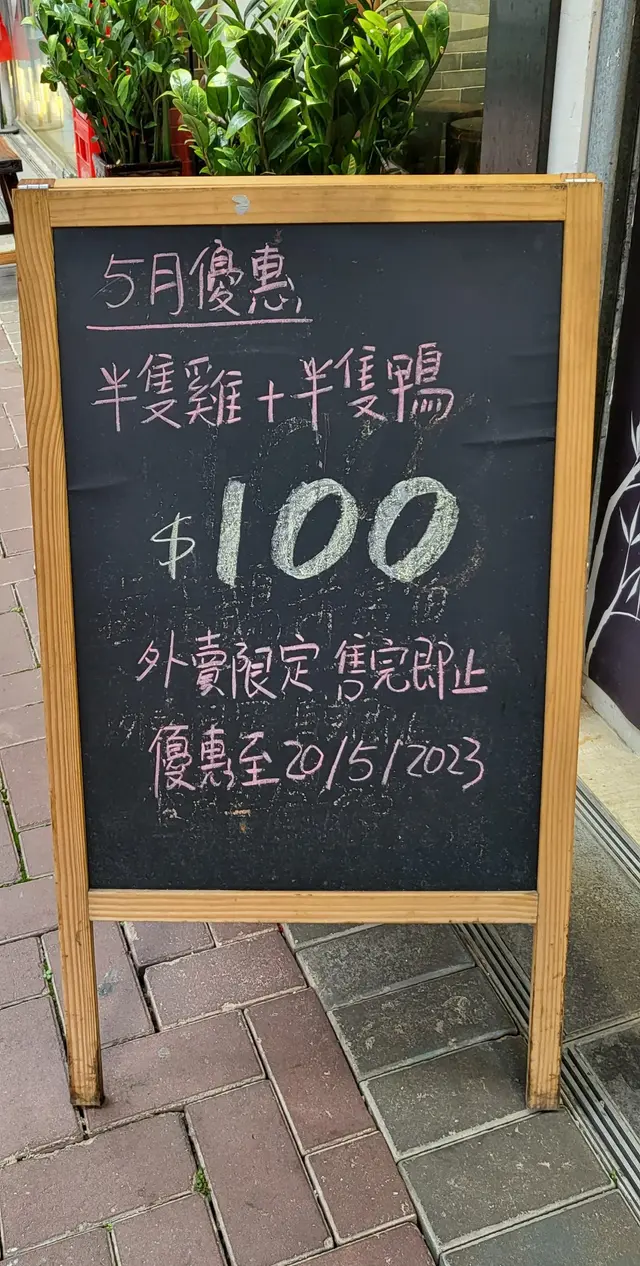 5月優惠
半隻雞+半隻鴨
$100
外賣限定 售完即止
優惠至20/5/2023